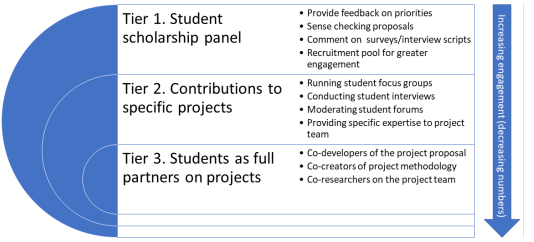 Tier 1. Student
scholarship panel
• Provide feedback on priorities
• Sense checking proposals
• Comment on surveys/interview scripts
• Recruitment pool for greater
engagement
Tier 2. Contributions to
specific projects
• Running student focus groups
• Conducting student interviews
• Moderating student forums
• Providing specific expertise to project
team
Tier 3. Students as full
partners on projects
• Co-developers of the project proposal
• Co-creators of project methodology
• Co-researchers on the project team
Increasing engagement (decreasing numbers)